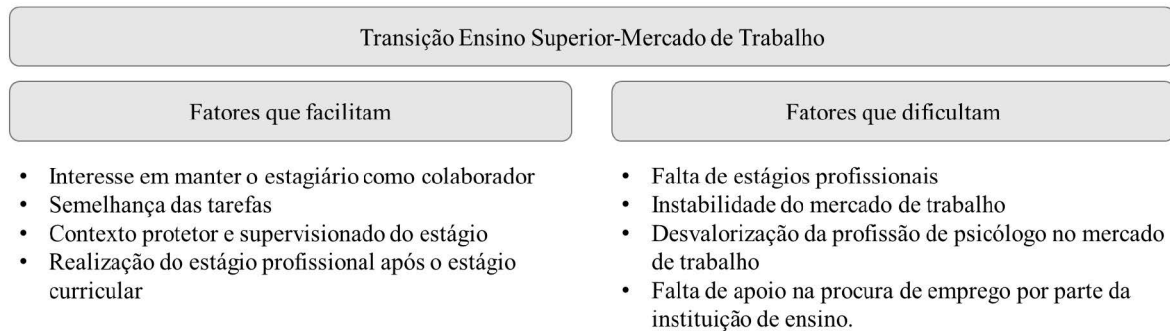 Transição Ensino Superior-Mercado de Trabalho
Fatores que facilitam
• Interesse em manter o estagiário como colaborador
• Semelhança das tarefas
• Contexto protetor e supervisionado do estágio
• Realização do estágio profissional após o estágio
curricular
Fatores que dificultam
• Falta de estágios profissionais
• Instabilidade do mercado de trabalho
• Desvalorização da profissão de psicólogo no mercado
de trabalho
• Falta de apoio na procura de emprego por parte da
instituição de ensino.